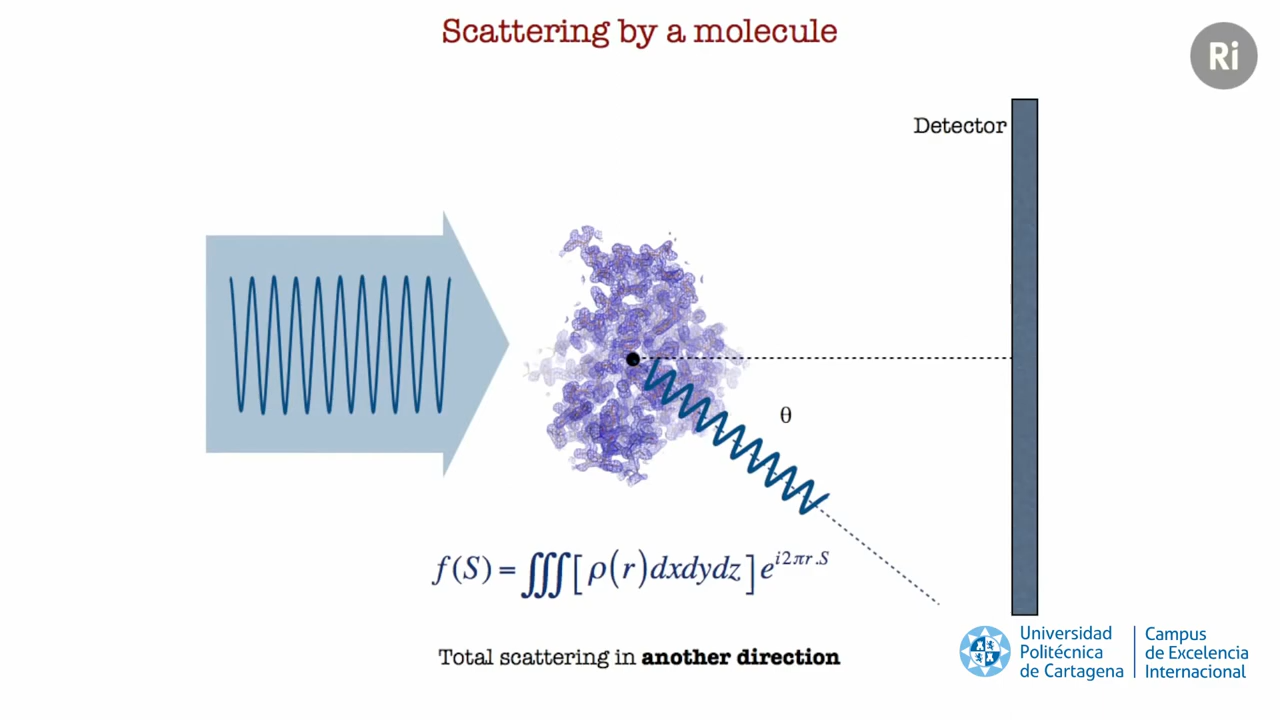 Scattering by a molecule
Ri
Detector
θ
f(S) = ∭[ρ(r)dxdydz]e^{i2πr.S}
Total scattering in another direction
Universidad
Politécnica
de Cartagena
Campus
de Excelencia
Internacional